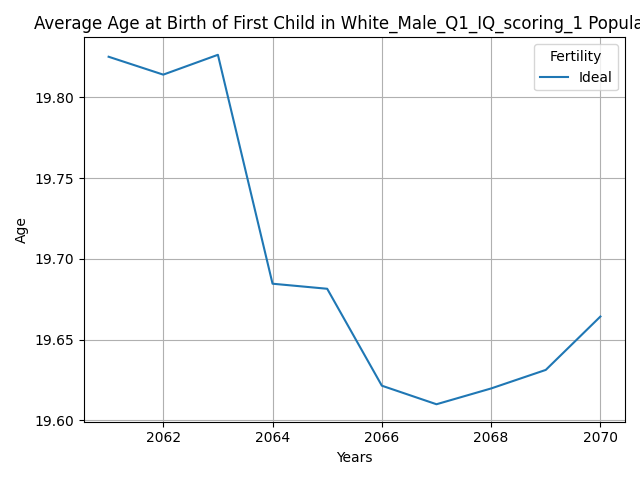 Average Age at Birth of First Child in White_Male_Q1_IQ_scoring_1 Popula
Fertility
Ideal
19.80
19.75
19.70
19.65
19.60
Age
2062 2064 2066 2068 2070
Years